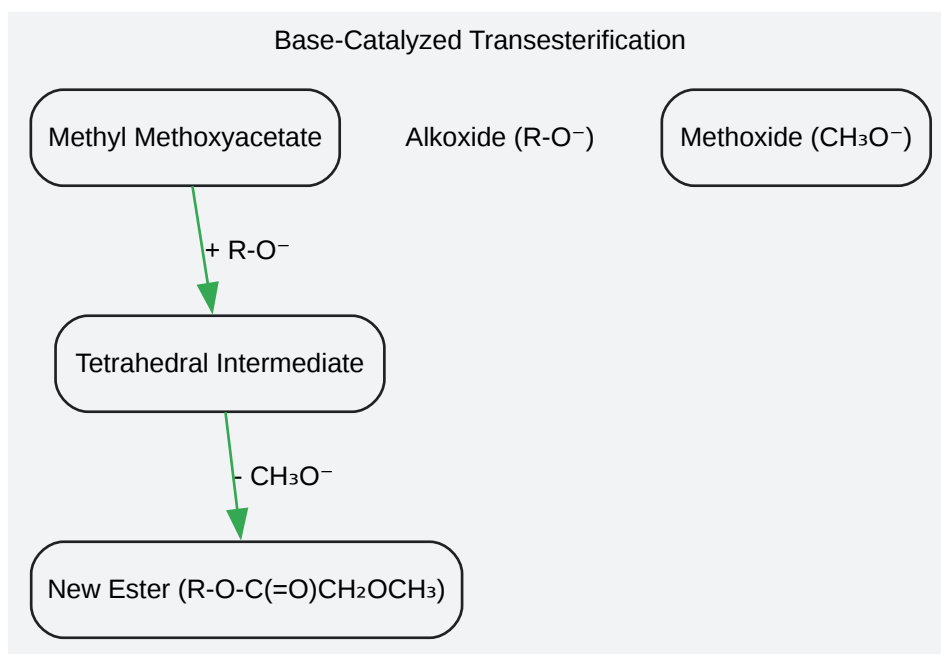 Base-Catalyzed Transesterification
Methyl Methoxyacetate
Alkoxide (R-O⁻)
Methoxide (CH₃O⁻)
+ R-O⁻
Tetrahedral Intermediate
- CH₃O⁻
New Ester (R-O-C(=O)CH₂OCH₃)